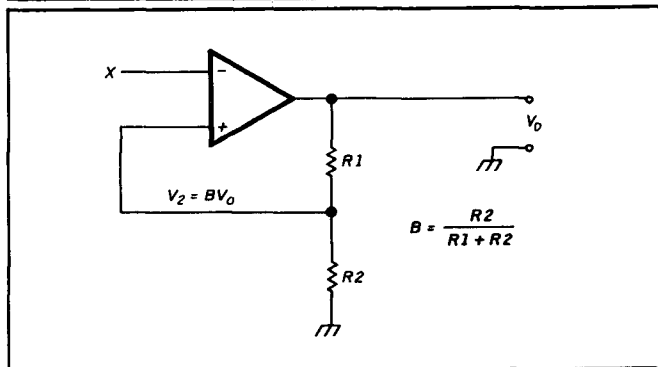 X
−
+
V₀
R1
V₂ = BV₀
B = R2 / R1 + R2
R2